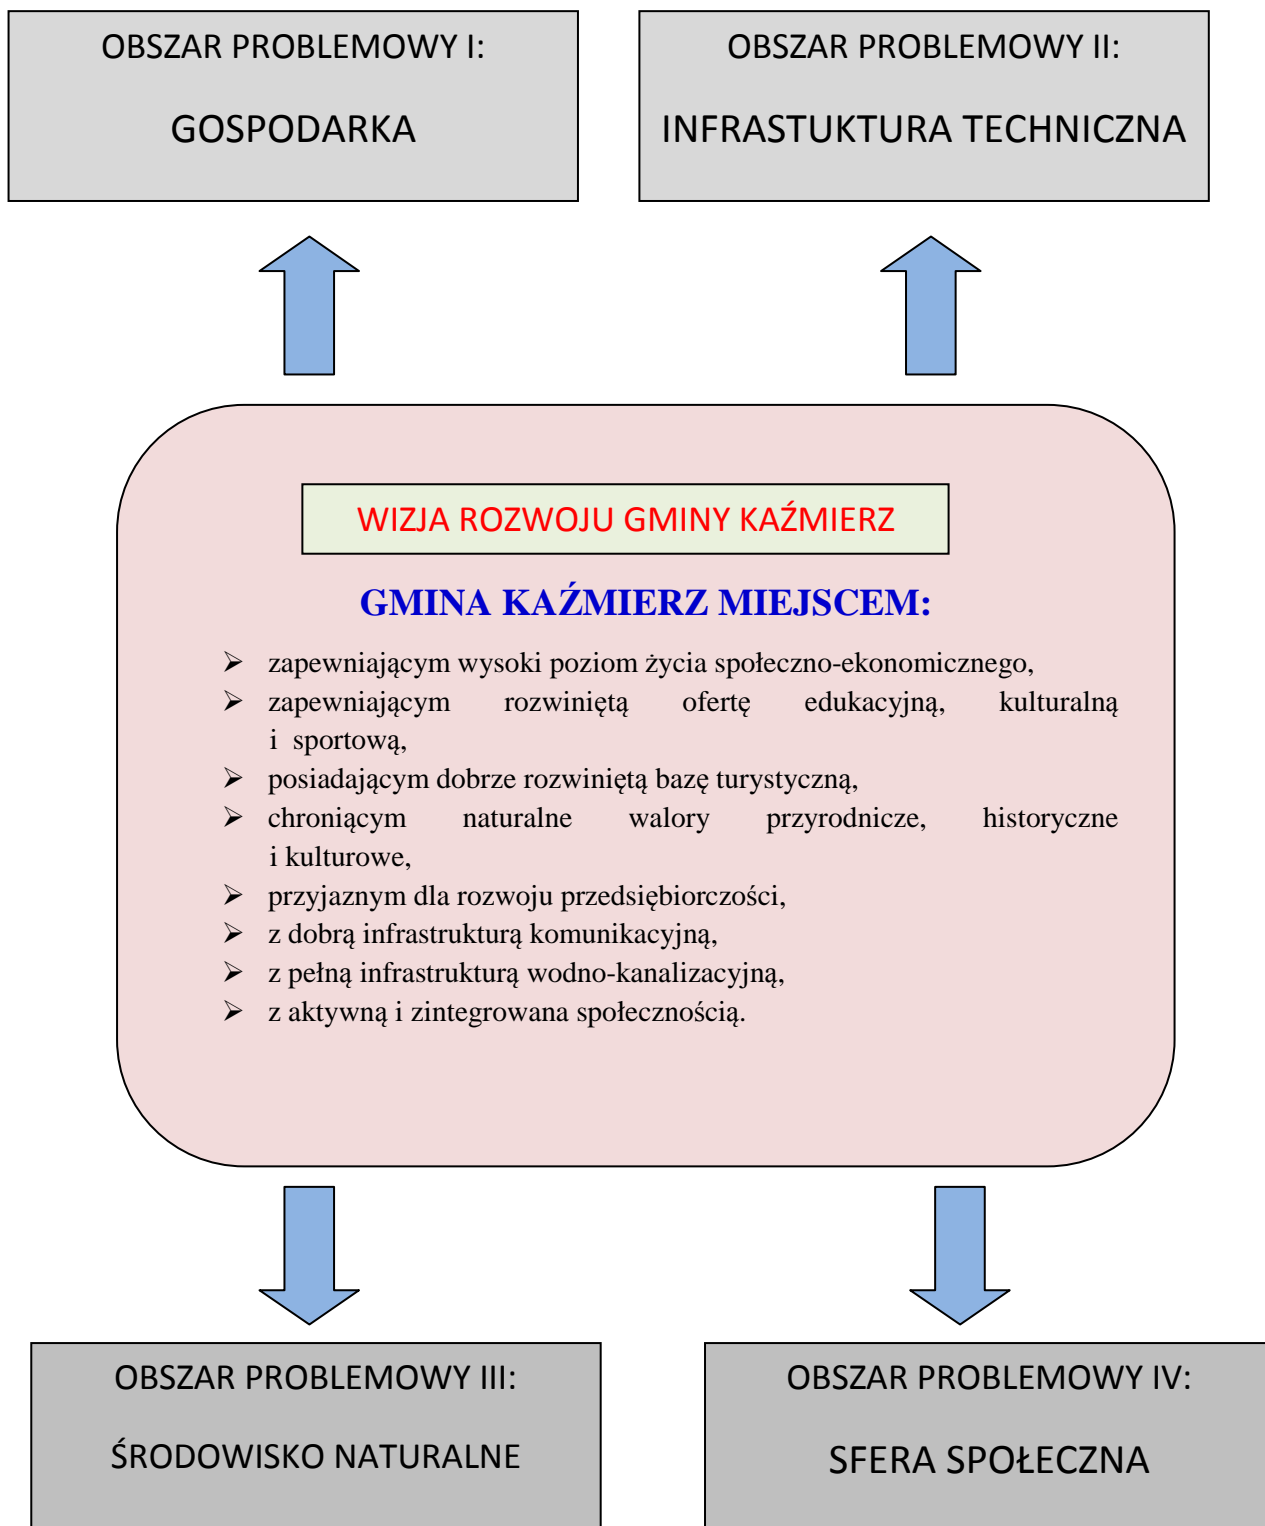 OBSZAR PROBLEMOWY I:
GOSPODARKA
OBSZAR PROBLEMOWY II:
INFRASTUKTURA TECHNICZNA
WIZJA ROZWOJU GMINY KAŹMIERZ
GMINA KAŹMIERZ MIEJSCEM:
➢ zapewniającym wysoki poziom życia społeczno-ekonomicznego,
➢ zapewniającym rozwiniętą ofertę edukacyjną, kulturalną
i sportową,
➢ posiadającym dobrze rozwiniętą bazę turystyczną,
➢ chroniącym naturalne walory przyrodnicze, historyczne
i kulturowe,
➢ przyjaznym dla rozwoju przedsiębiorczości,
➢ z dobrą infrastrukturą komunikacyjną,
➢ z pełną infrastrukturą wodno-kanalizacyjną,
➢ z aktywną i zintegrowana społecznością.
OBSZAR PROBLEMOWY III:
ŚRODOWISKO NATURALNE
OBSZAR PROBLEMOWY IV:
SFERA SPOŁECZNA